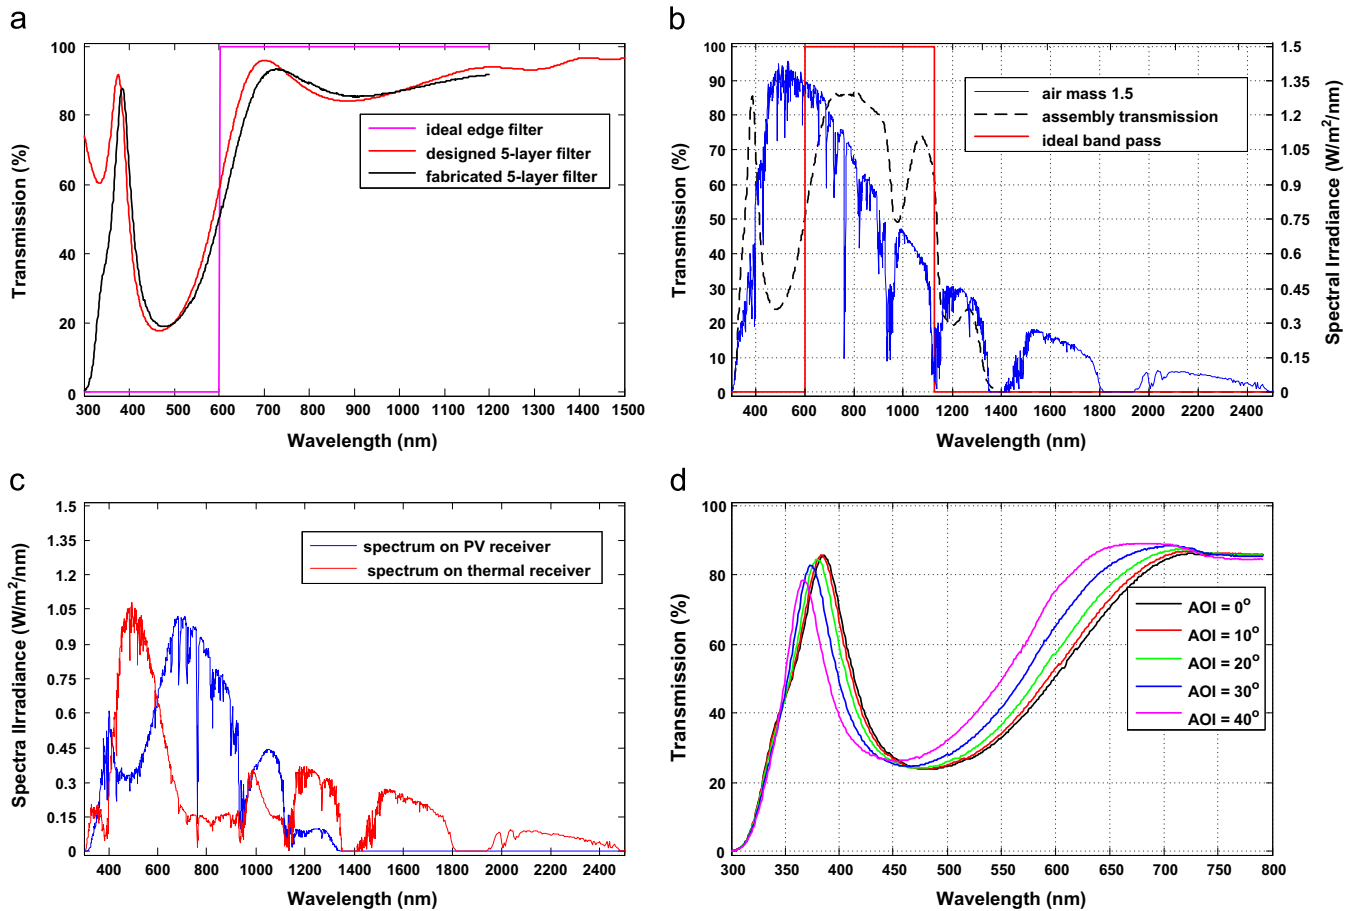 a
100
80
60
40
20
0
Transmission (%)
300 400 500 600 700 800 900 1000 1100 1200 1300 1400 1500
Wavelength (nm)
ideal edge filter
designed 5-layer filter
fabricated 5-layer filter
b
100
90
80
70
60
50
40
30
20
10
0
Transmission (%)
400 600 800 1000 1200 1400 1600 1800 2000 2200 2400
Wavelength (nm)
1.5
1.35
1.2
1.05
0.9
0.75
0.6
0.45
0.3
0.15
0
Spectral Irradiance (W/m²/nm)
air mass 1.5
assembly transmission
ideal band pass
c
1.5
1.35
1.2
1.05
0.9
0.75
0.6
0.45
0.3
0.15
0
Spectra Irradiance (W/m²/nm)
400 600 800 1000 1200 1400 1600 1800 2000 2200 2400
Wavelength (nm)
spectrum on PV receiver
spectrum on thermal receiver
d
100
80
60
40
20
0
Transmission (%)
300 350 400 450 500 550 600 650 700 750 800
Wavelength (nm)
AOI = 0°
AOI = 10°
AOI = 20°
AOI = 30°
AOI = 40°